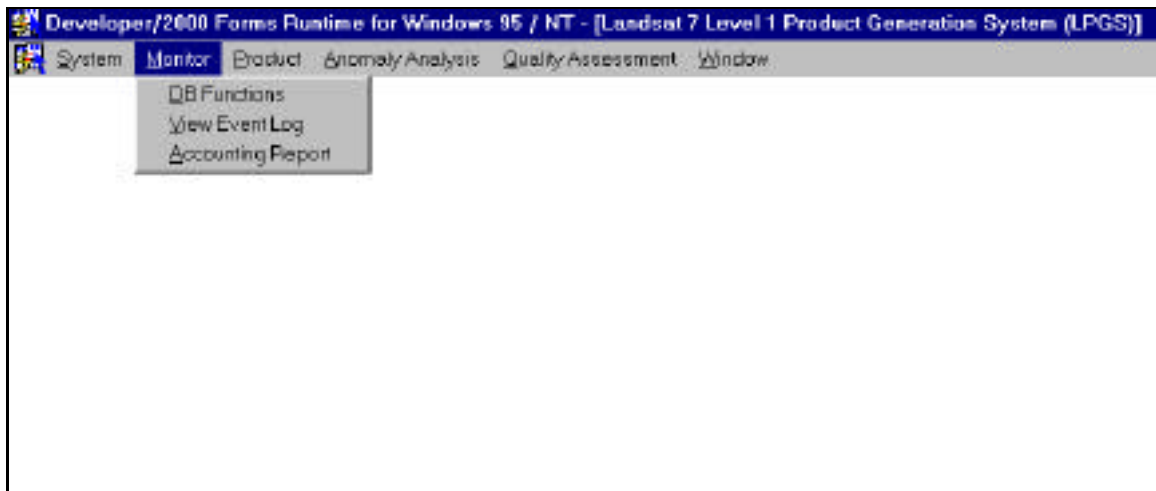 Developer/2000 Forms Runtime for Windows 95 / NT - [Landsat 7 Level 1 Product Generation System (LPGS)]
System Monitor Product Anomaly Analysis Quality Assessment Window
DB Functions
View Event Log
Accounting Report